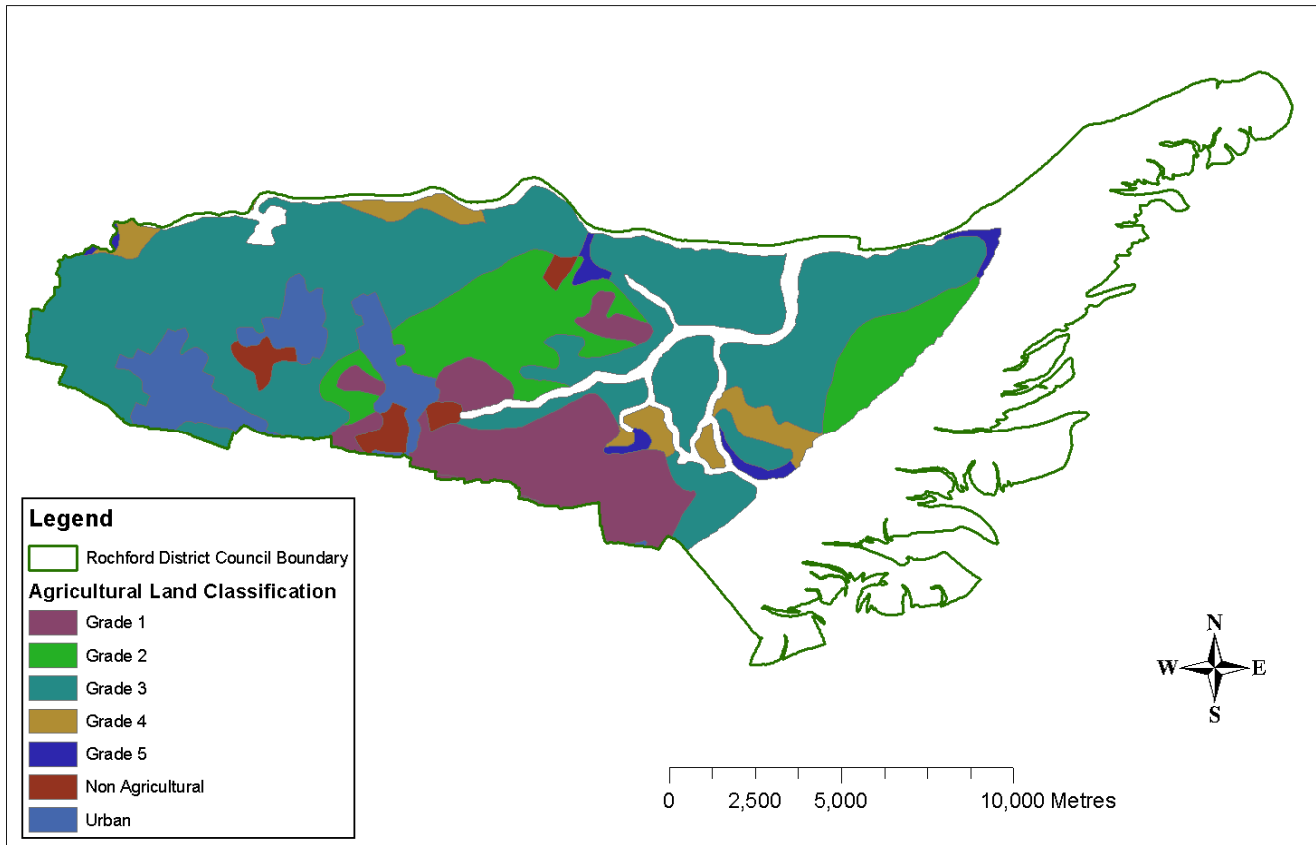 Legend
Rochford District Council Boundary
Agricultural Land Classification
Grade 1
Grade 2
Grade 3
Grade 4
Grade 5
Non Agricultural
Urban
N
W E
S
0 2,500 5,000 10,000 Metres